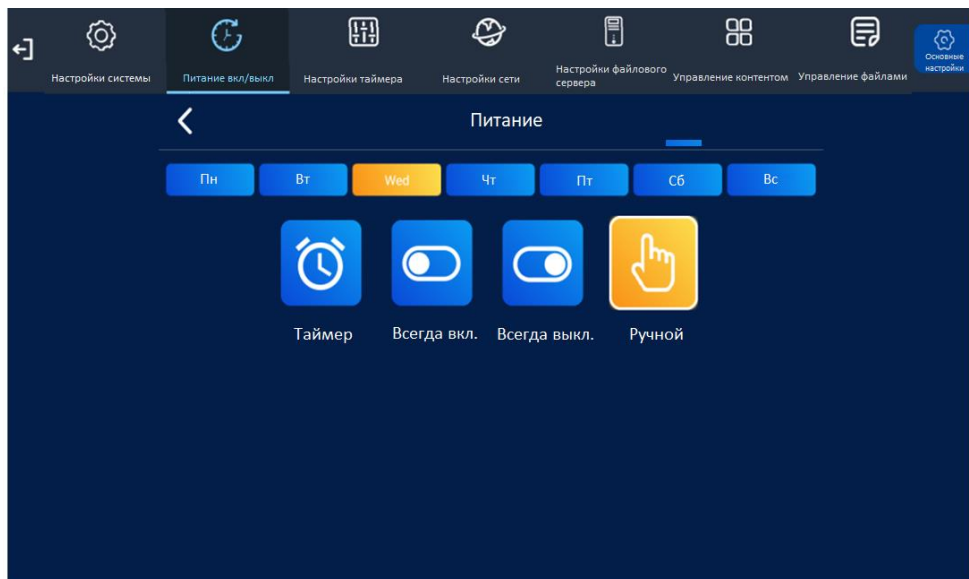 Настройки системы
Питание вкл/выкл
Настройки таймера
Настройки сети
Настройки файлового
сервера
Управление контентом
Управление файлами
Основные
настройки
Питание
Пн
Вт
Wed
Чт
Пт
Сб
Вс
Таймер
Всегда вкл.
Всегда выкл.
Ручной